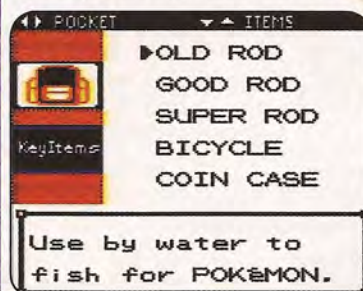 POCKET ITEMS
OLD ROD
GOOD ROD
SUPER ROD
KeyItems
BICYCLE
COIN CASE
Use by water to
fish for POKéMON.